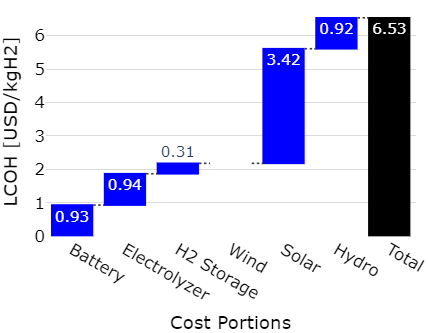 LCOH [USD/kgH2]
6
5
4
3
2
1
0
0.93
0.94
0.31
3.42
0.92
6.53
Battery
Electrolyzer
H2 Storage
Wind
Solar
Hydro
Total
Cost Portions